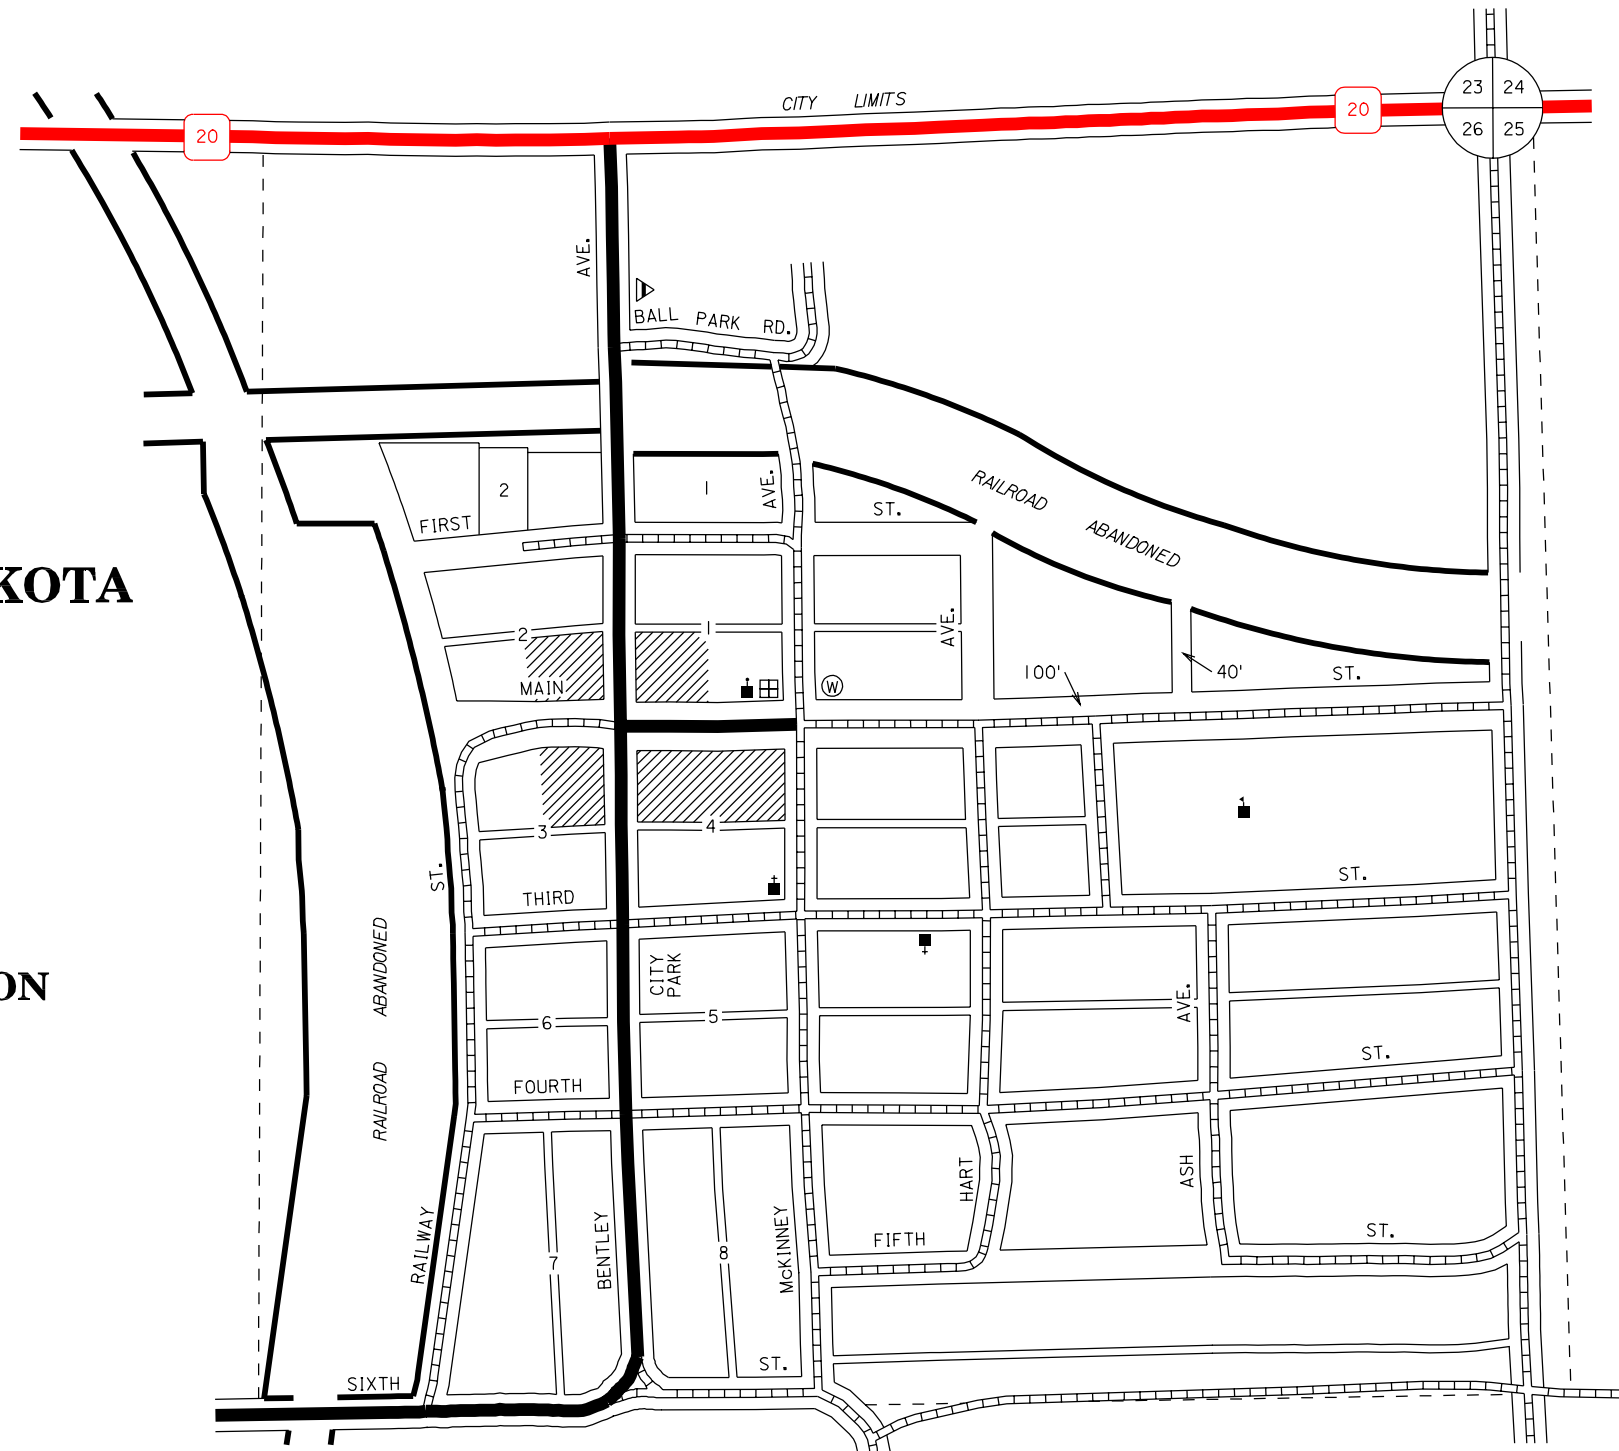 23 24
26 25
CITY LIMITS
20
20
AVE.
BALL PARK RD.
2
1
AVE.
ST.
FIRST
RAILROAD ABANDONED
KOTA
2
1
AVE.
MAIN
W
100'
40'
ST.
3
4
ST.
THIRD
ST.
RAILROAD ABANDONED
CITY
PARK
ON
6
5
AVE.
FOURTH
ST.
RAILWAY
7
BENTLEY
8
McKINNEY
HART
ASH
FIFTH
ST.
SIXTH
ST.